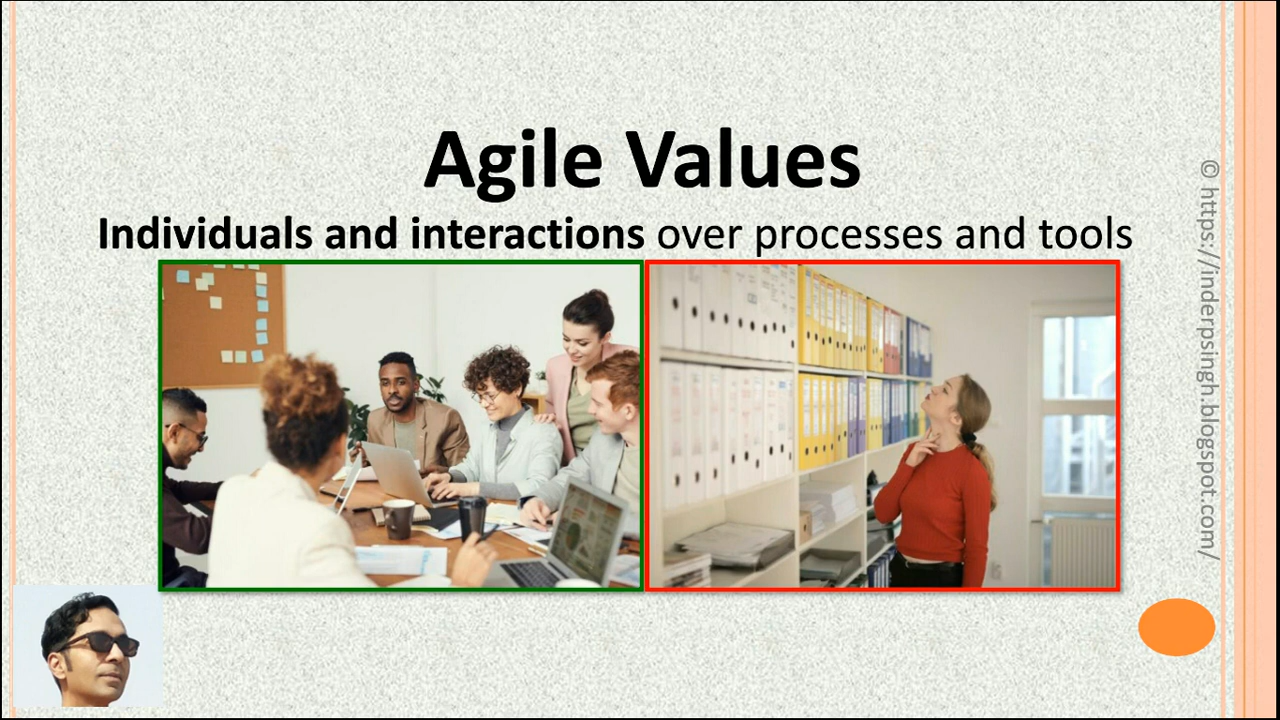 Agile Values
Individuals and interactions over processes and tools
© https://inderpsingh.blogspot.com/